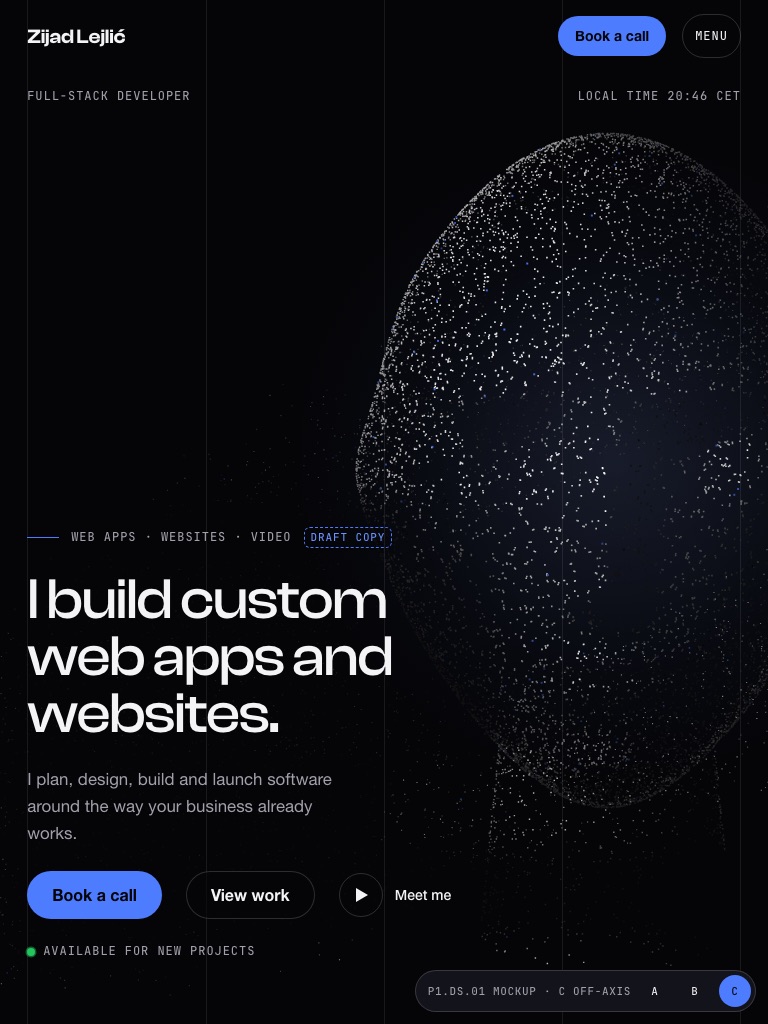 Zijad Lejlić
Book a call
MENU
FULL-STACK DEVELOPER
LOCAL TIME 20:46 CET
WEB APPS · WEBSITES · VIDEO
DRAFT COPY
I build custom
web apps and
websites.
I plan, design, build and launch software
around the way your business already
works.
Book a call
View work
Meet me
AVAILABLE FOR NEW PROJECTS
P1.DS.01 MOCKUP · C OFF-AXIS
A
B
C